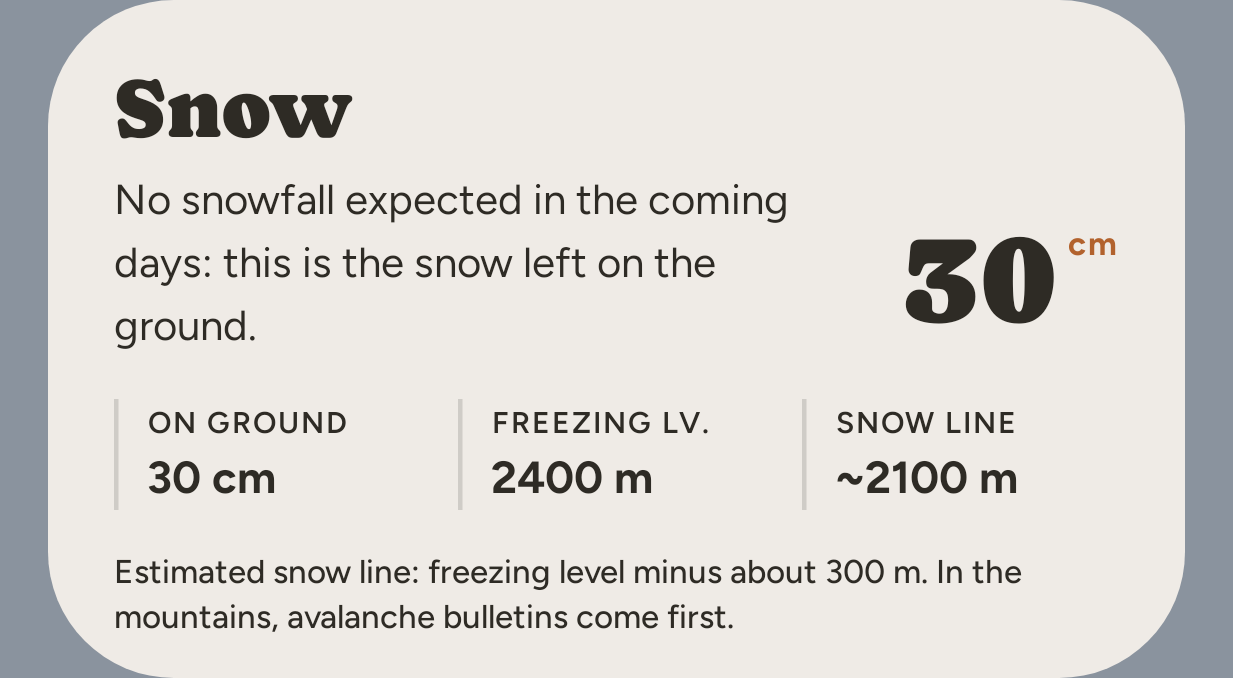 Snow
No snowfall expected in the coming
days: this is the snow left on the
ground.
30 cm
ON GROUND
30 cm
FREEZING LV.
2400 m
SNOW LINE
~2100 m
Estimated snow line: freezing level minus about 300 m. In the
mountains, avalanche bulletins come first.